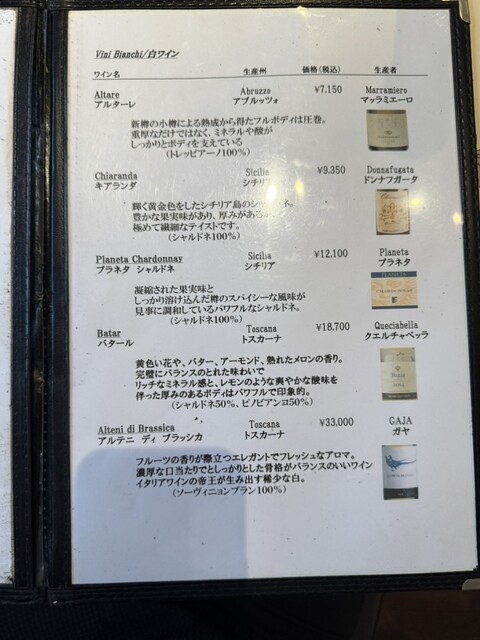 Vini Bianchi/白ワイン
ワイン名 生産州 価格(税込) 生産者
Altare Abruzzo ¥7,150 Marramiero
アルターレ アブルッツォ マッラミエーロ
新樽の小樽による熟成から得たフルボディは圧巻。
重厚なだけではなく、ミネラルや酸が
しっかりとボディを支えている
(トレッビアーノ100%)
Chiaranda Sicilia ¥9,350 Donnafugata
キアランダ シチリア ドンナフガータ
輝く黄金色をしたシチリア島の
豊かな果実味があり、厚みがある
極めて繊細なテイストです。
(シャルドネ100%)
Planeta Chardonnay Sicilia ¥12,100 Planeta
プラネタ シャルドネ シチリア プラネタ
凝縮された果実味と
しっかり溶け込んだ樽のスパイシーな風味が
見事に調和しているパワフルなシャルドネ。
(シャルドネ100%)
Batar Toscana ¥18,700 Queciabella
バタール トスカーナ クエルチャベッラ
黄色い花や、バター、アーモンド、熟れたメロンの香り。
完璧にバランスのとれた味わいで
リッチなミネラル感と、レモンのような爽やかな酸味を
伴った厚みのあるボディはパワフルで印象的。
(シャルドネ50%、ピノビアンコ50%)
Alteni di Brassica Toscana ¥33,000 GAJA
アルテニ ディ ブラッシカ トスカーナ ガヤ
フルーツの香りが際立つエレガントでフレッシュなアロマ。
濃厚な口当たりでどしっりとした骨格がバランスのいいワイン
イタリアワインの帝王が生み出す稀少な白。
(ソーヴィニョンブラン100%)